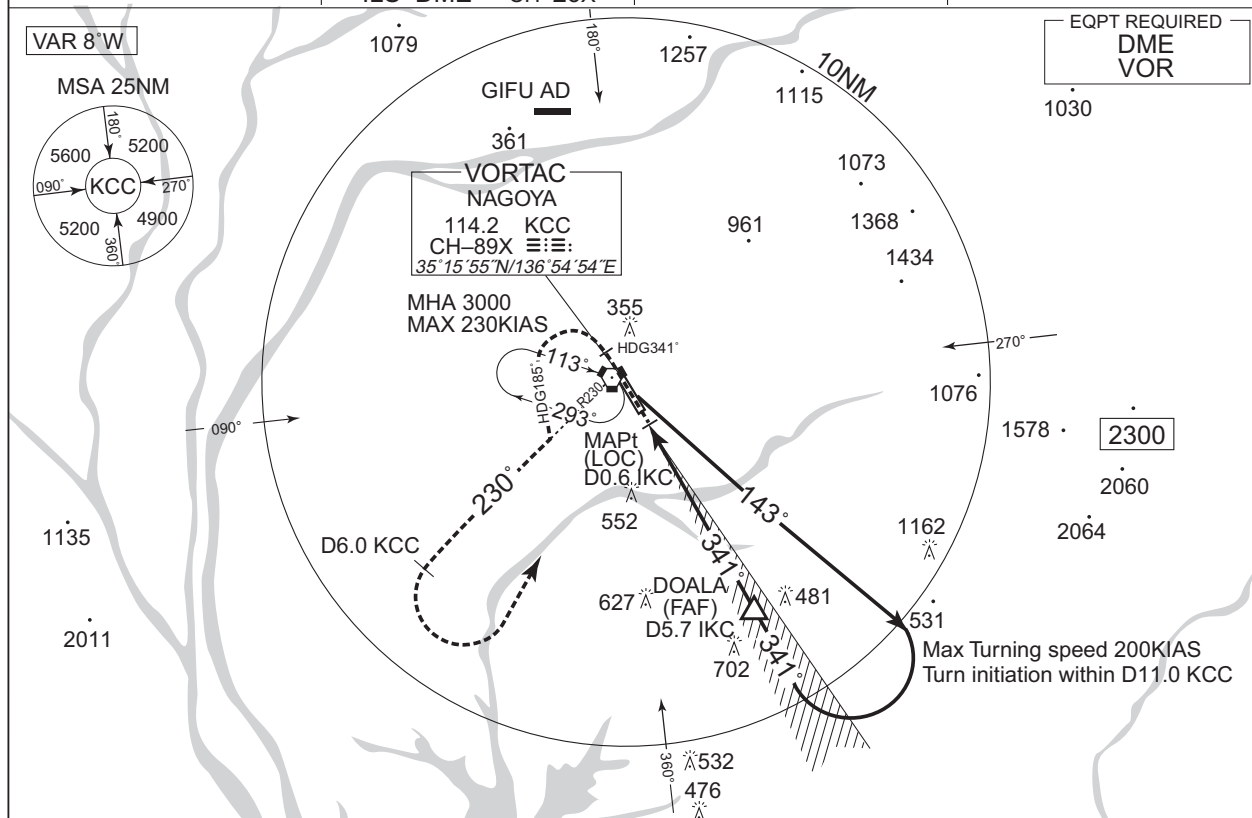 VAR 8°W
MSA 25NM
180°
5600
5200
090°
KCC
270°
5200
4900
360°
1079
180°
1257
10NM
1115
EQPT REQUIRED
DME
VOR
1030
GIFU AD
361
VORTAC
NAGOYA
114.2 KCC
CH–89X
35°15´55˝N/136°54´54˝E
1073
1368
961
1434
MHA 3000
MAX 230KIAS
355
HDG341°
113°
HDG185°
R230
293°
270°
1076
090°
1578
2300
MAPt
(LOC)
D0.6 IKC
230°
143°
2060
552
2064
1135
1162
D6.0 KCC
341°
DOALA
(FAF)
D5.7 IKC
627
481
531
2011
702
341°
Max Turning speed 200KIAS
Turn initiation within D11.0 KCC
360°
532
476